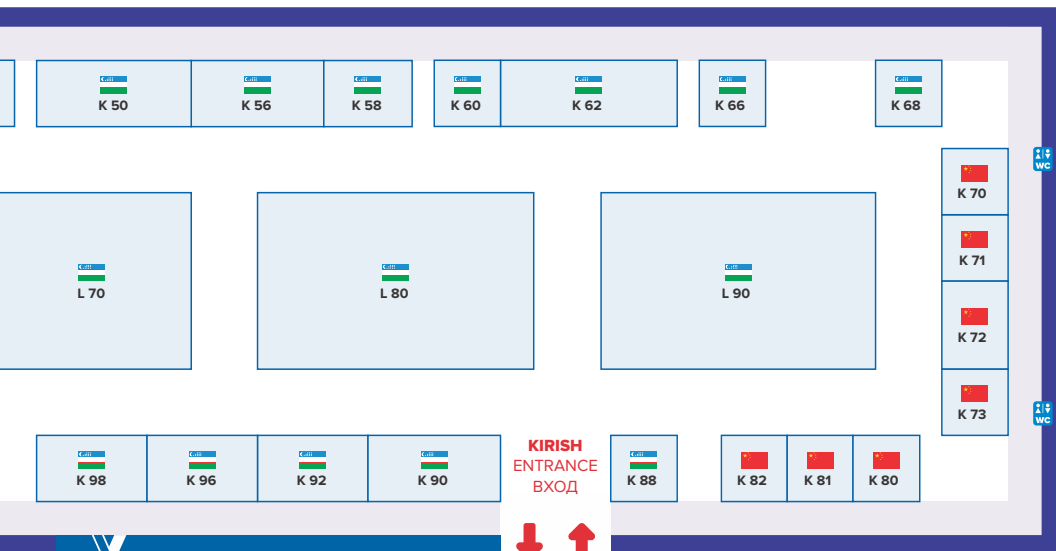 K 50
K 56
K 58
K 60
K 62
K 66
K 68
WC
K 70
K 71
L 70
L 80
L 90
K 72
K 73
WC
K 98
K 96
K 92
K 90
KIRISH
ENTRANCE
ВХОД
K 88
K 82
K 81
K 80